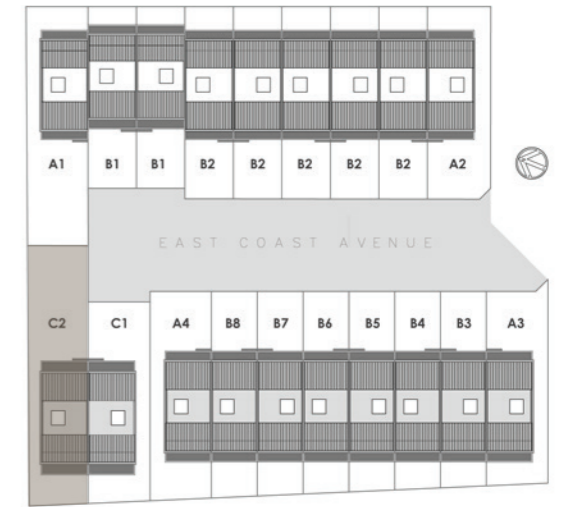 A1 B1 B1 B2 B2 B2 B2 B2 A2
EAST COAST AVENUE
C2 C1 A4 B8 B7 B6 B5 B4 B3 A3